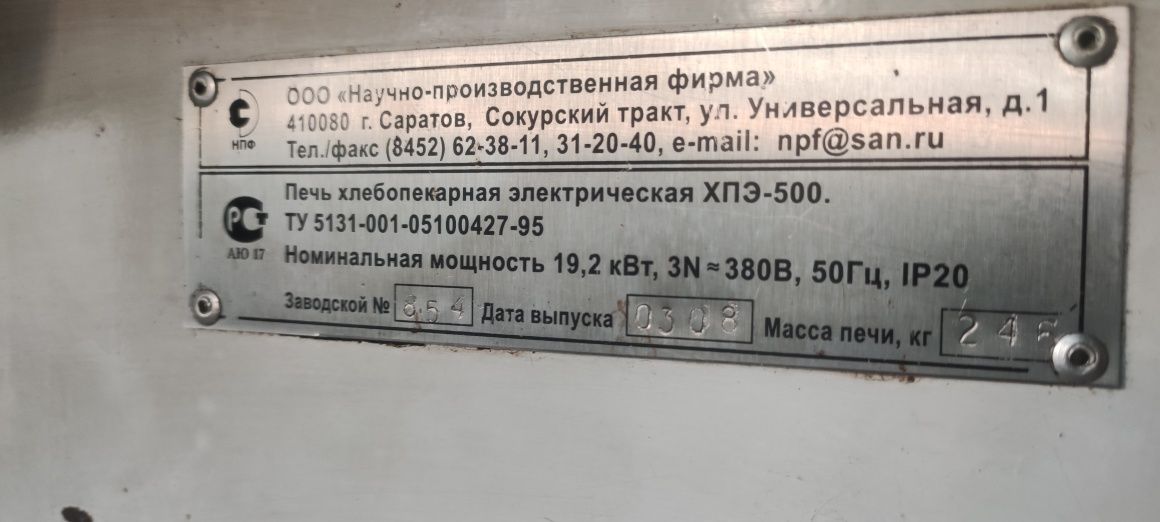 ООО «Научно-производственная фирма»
410080 г. Саратов, Сокурский тракт, ул. Универсальная, д.1
НПФ
Тел./факс (8452) 62-38-11, 31-20-40, e-mail: npf@san.ru
Печь хлебопекарная электрическая ХПЭ-500.
РСт
ТУ 5131-001-05100427-95
АЮ 17
Номинальная мощность 19,2 кВт, 3N ≈ 380В, 50Гц, IP20
Заводской № 854 Дата выпуска 0308 Масса печи, кг